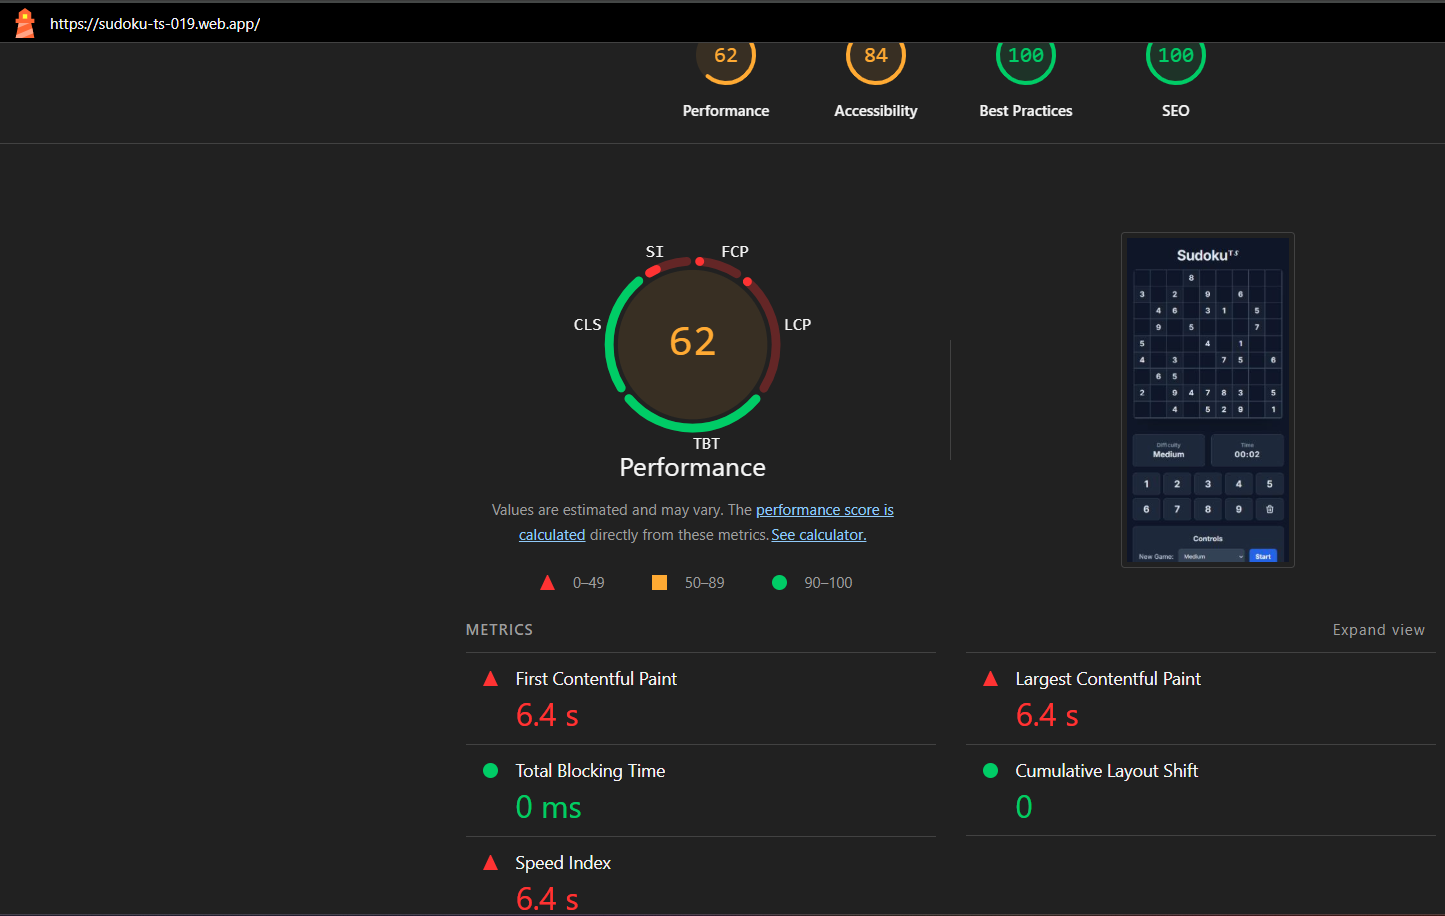 https://sudoku-ts-019.web.app/
62 84 100 100
Performance Accessibility Best Practices SEO
SI FCP
CLS 62 LCP
TBT
Performance
Values are estimated and may vary. The performance score is
calculated directly from these metrics. See calculator.
0–49 50–89 90–100
SudokuTS
8
3 2 9 6
4 6 3 1 5
9 5 7
5 4 1
4 3 7 5 6
6 5
2 9 4 7 8 3 5
4 5 2 9 1
Difficulty Time
Medium 00:02
1 2 3 4 5
6 7 8 9
Controls
New Game: Medium Start
METRICS Expand view
First Contentful Paint Largest Contentful Paint
6.4 s 6.4 s
Total Blocking Time Cumulative Layout Shift
0 ms 0
Speed Index
6.4 s